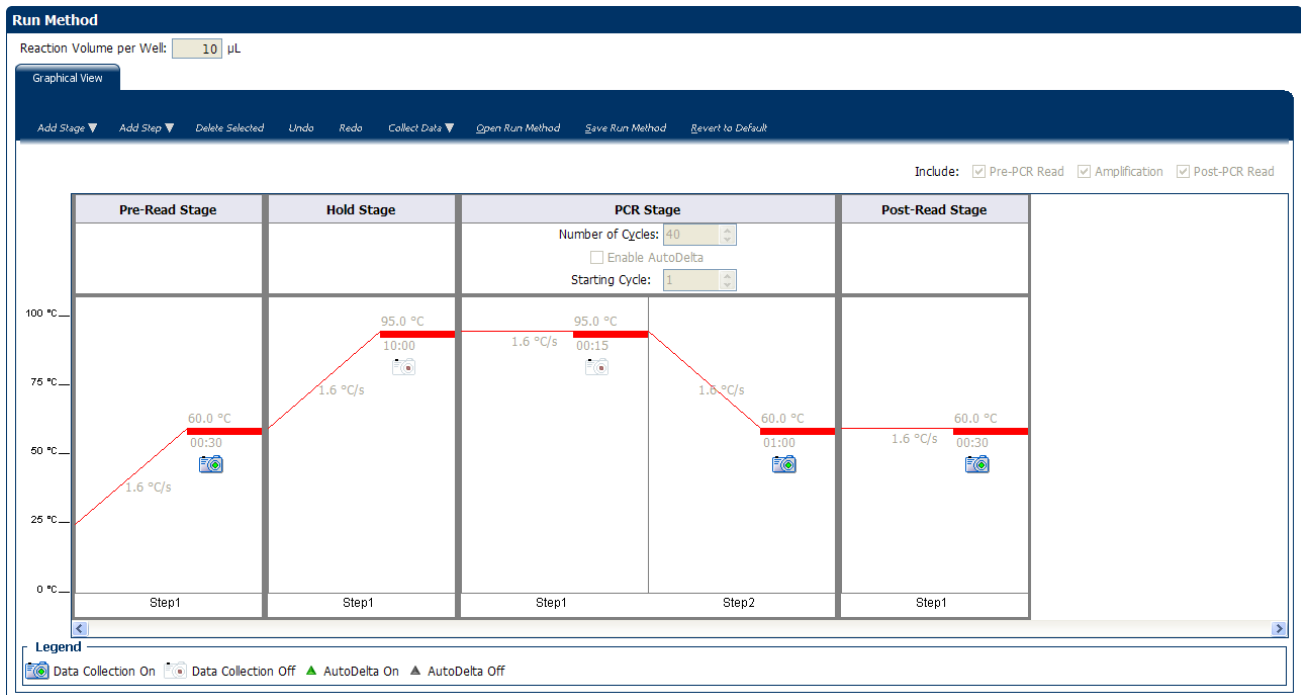 Run Method
Reaction Volume per Well: 10 µL
Graphical View
Add Stage Add Step Delete Selected Undo Redo Collect Data Open Run Method Save Run Method Revert to Default
Include: Pre-PCR Read Amplification Post-PCR Read
Pre-Read Stage Hold Stage PCR Stage Post-Read Stage
Number of Cycles: 40
Enable AutoDelta
Starting Cycle: 1
100 °C
95.0 °C 95.0 °C
1.6 °C/s
10:00 00:15
75 °C
1.6 °C/s 1.6 °C/s
60.0 °C 60.0 °C 60.0 °C
1.6 °C/s
00:30 01:00 00:30
50 °C
1.6 °C/s
25 °C
0 °C
Step1 Step1 Step1 Step2 Step1
Legend
Data Collection On Data Collection Off AutoDelta On AutoDelta Off